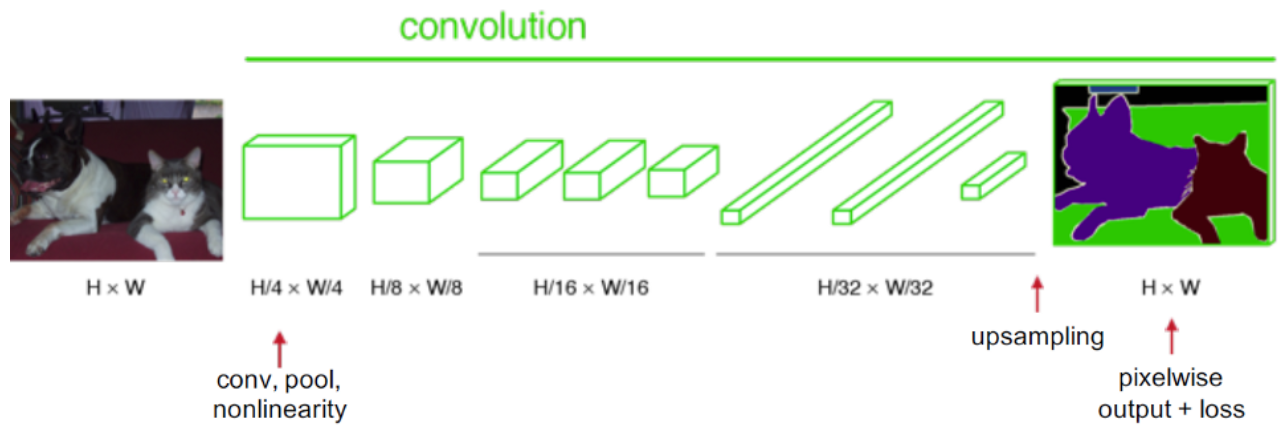 convolution
H × W
H/4 × W/4
H/8 × W/8
H/16 × W/16
H/32 × W/32
H × W
upsampling
conv, pool,
nonlinearity
pixelwise
output + loss